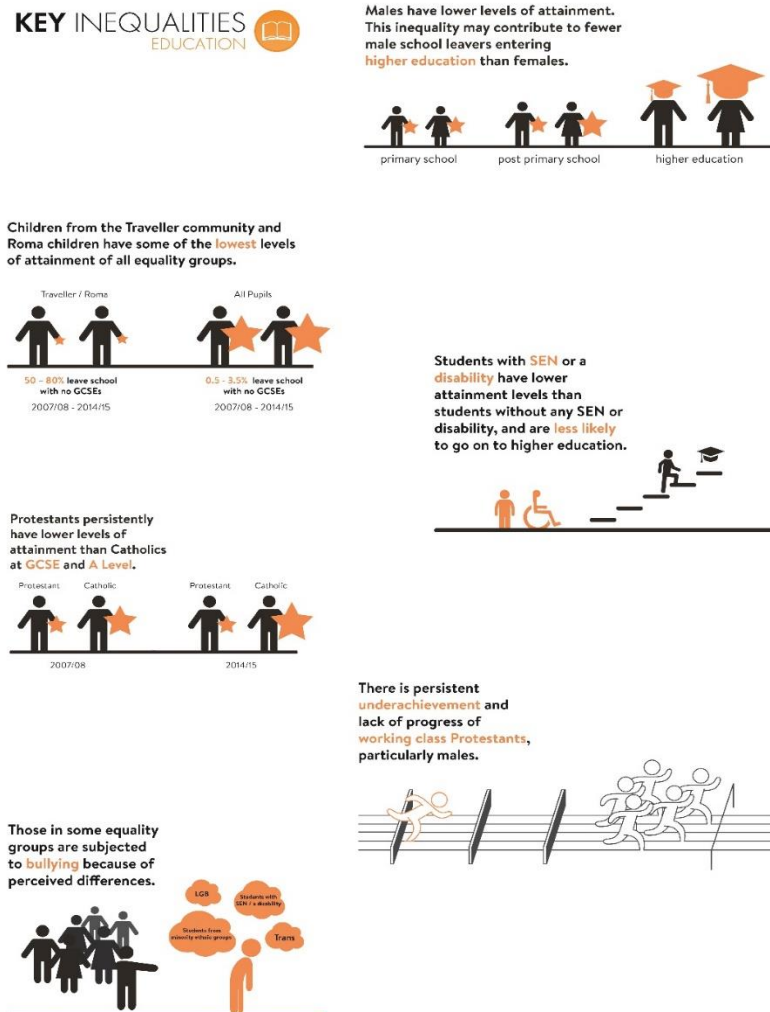 KEY INEQUALITIES
EDUCATION
Males have lower levels of attainment.
This inequality may contribute to fewer
male school leavers entering
higher education than females.
primary school
post primary school
higher education
Children from the Traveller community and
Roma children have some of the lowest levels
of attainment of all equality groups.
Traveller / Roma
All Pupils
50 – 80% leave school
with no GCSEs
2007/08 - 2014/15
0.5 - 3.5% leave school
with no GCSEs
2007/08 - 2014/15
Students with SEN or a
disability have lower
attainment levels than
students without any SEN or
disability, and are less likely
to go on to higher education.
Protestants persistently
have lower levels of
attainment than Catholics
at GCSE and A Level.
Protestant
Catholic
Protestant
Catholic
2007/08
2014/15
There is persistent
underachievement and
lack of progress of
working class Protestants,
particularly males.
Those in some equality
groups are subjected
to bullying because of
perceived differences.
LGB
Students with
SEN / a disability
Students from
minority ethnic groups
Trans